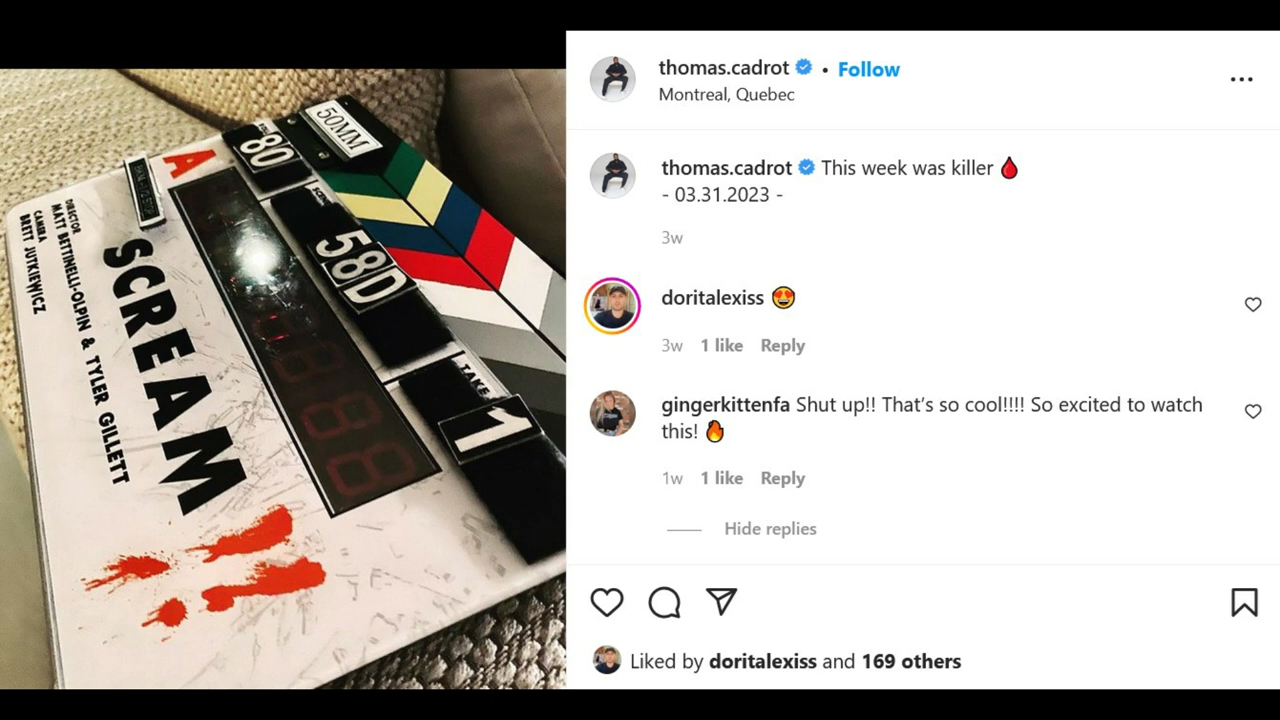 50MM
A
ROLL
80
SCENE
58D
TAKE
1
8888
SCREAM
DIRECTOR
MATT BETTINELLI-OLPIN & TYLER GILLETT
CAMERA
BRETT JUTKIEWICZ
thomas.cadrot • Follow
Montreal, Quebec
thomas.cadrot This week was killer 🩸
- 03.31.2023 -
3w
doritalexiss 😍
3w 1 like Reply
gingerkittenfa Shut up!! That's so cool!!!! So excited to watch
this! 🔥
1w 1 like Reply
Hide replies
Liked by doritalexiss and 169 others